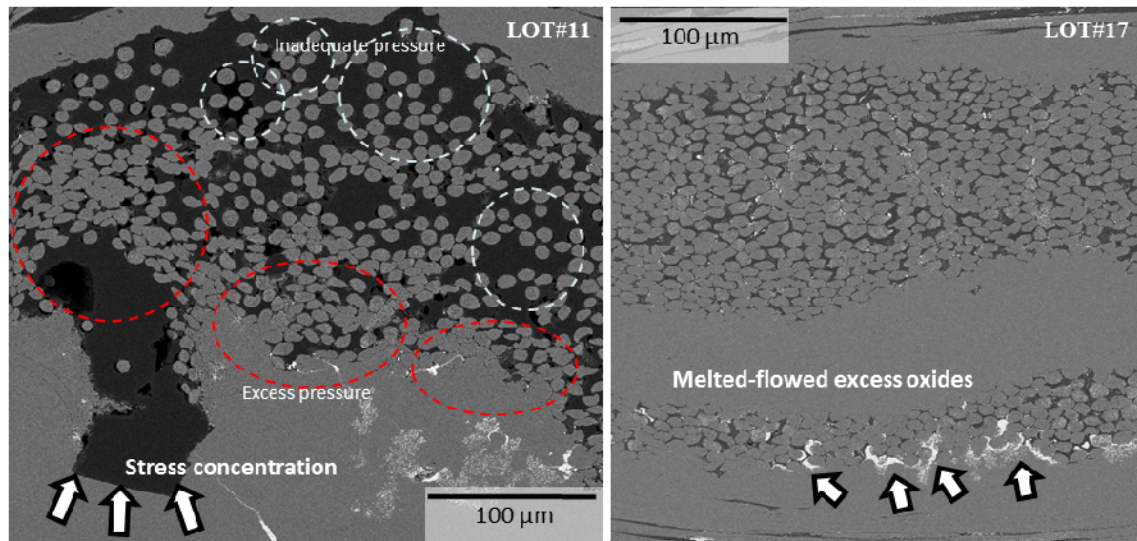 LOT#11
Inadequate pressure
Excess pressure
Stress concentration
100 µm
100 µm
LOT#17
Melted-flowed excess oxides